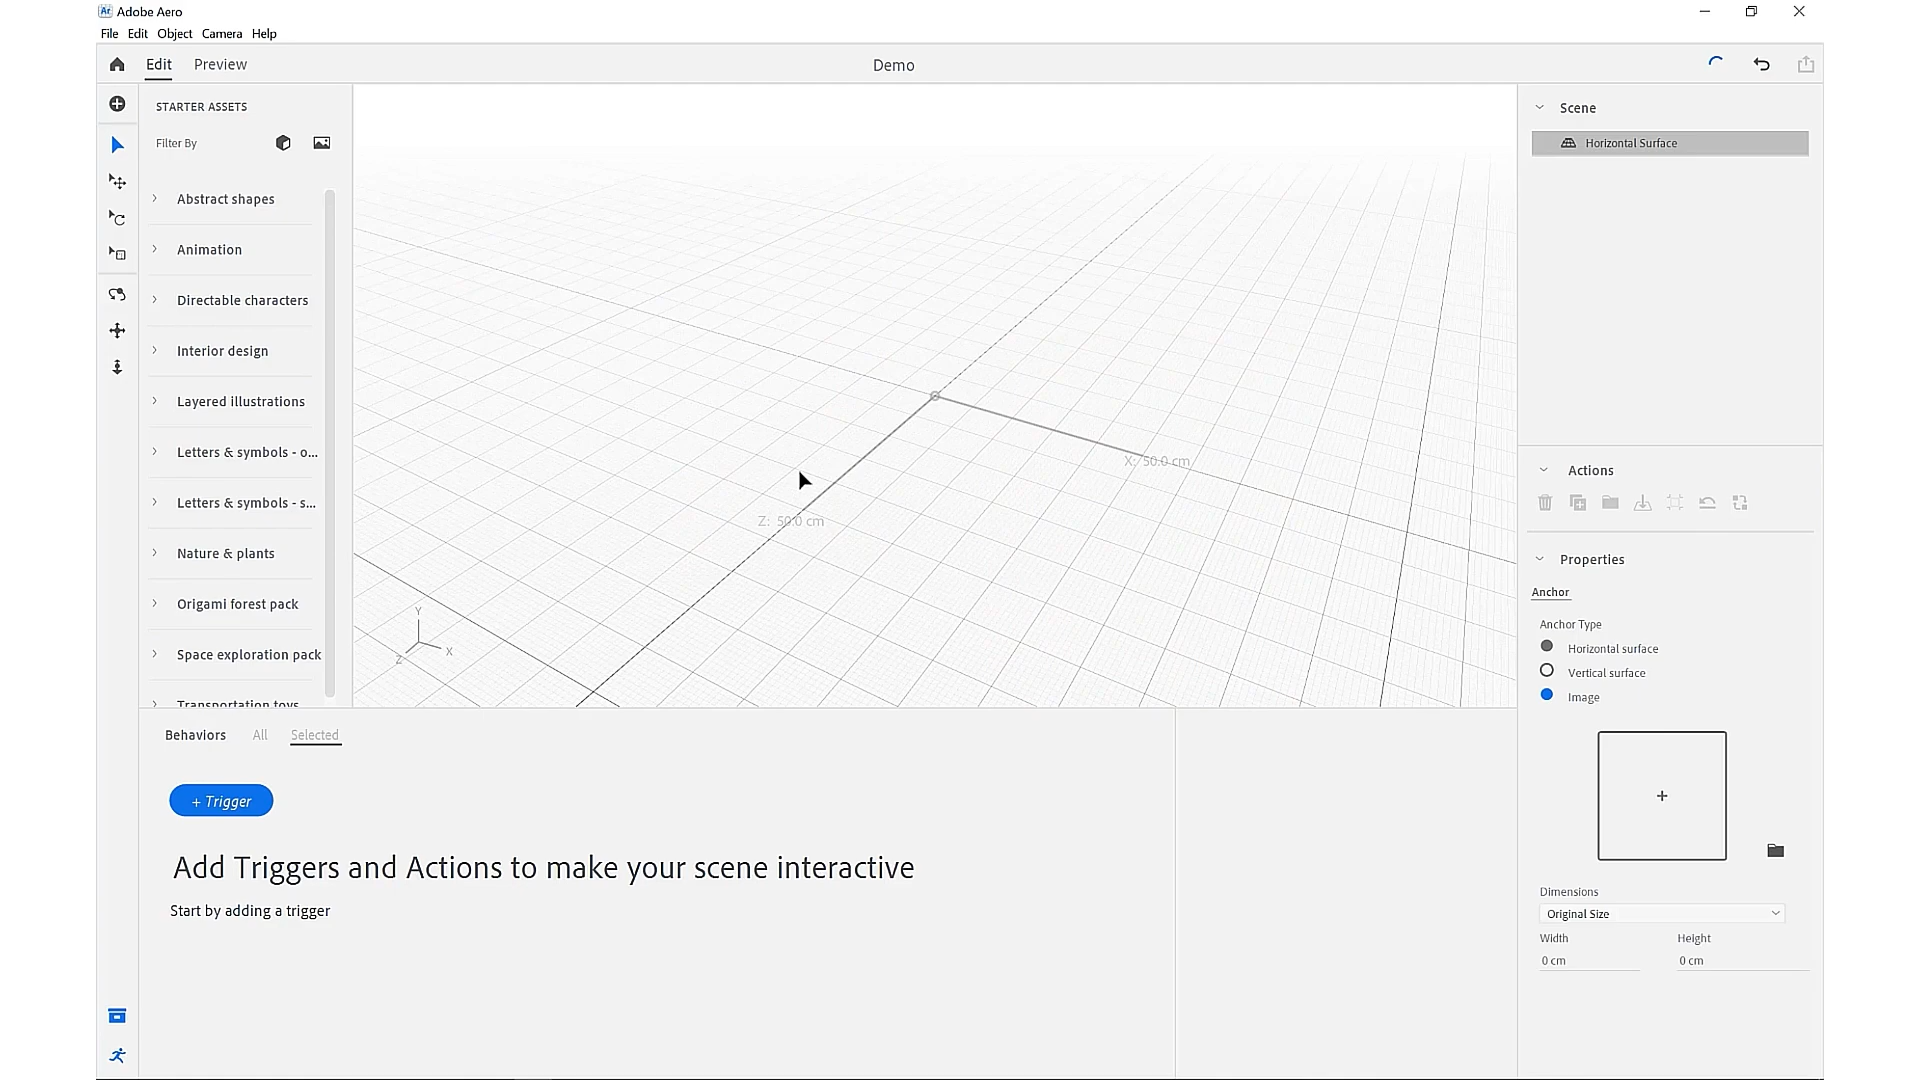 Ar Adobe Aero
File Edit Object Camera Help
Edit Preview Demo
STARTER ASSETS
Filter By
Abstract shapes
Animation
Directable characters
Interior design
Layered illustrations
Letters & symbols - o...
Letters & symbols - s...
Nature & plants
Origami forest pack
Space exploration pack
Transportation toys
X: 50.0 cm
Z: 50.0 cm
Y
Z
X
Scene
Horizontal Surface
Actions
Properties
Anchor
Anchor Type
Horizontal surface
Vertical surface
Image
+
Dimensions
Original Size
Width Height
0 cm 0 cm
Behaviors All Selected
+ Trigger
Add Triggers and Actions to make your scene interactive
Start by adding a trigger